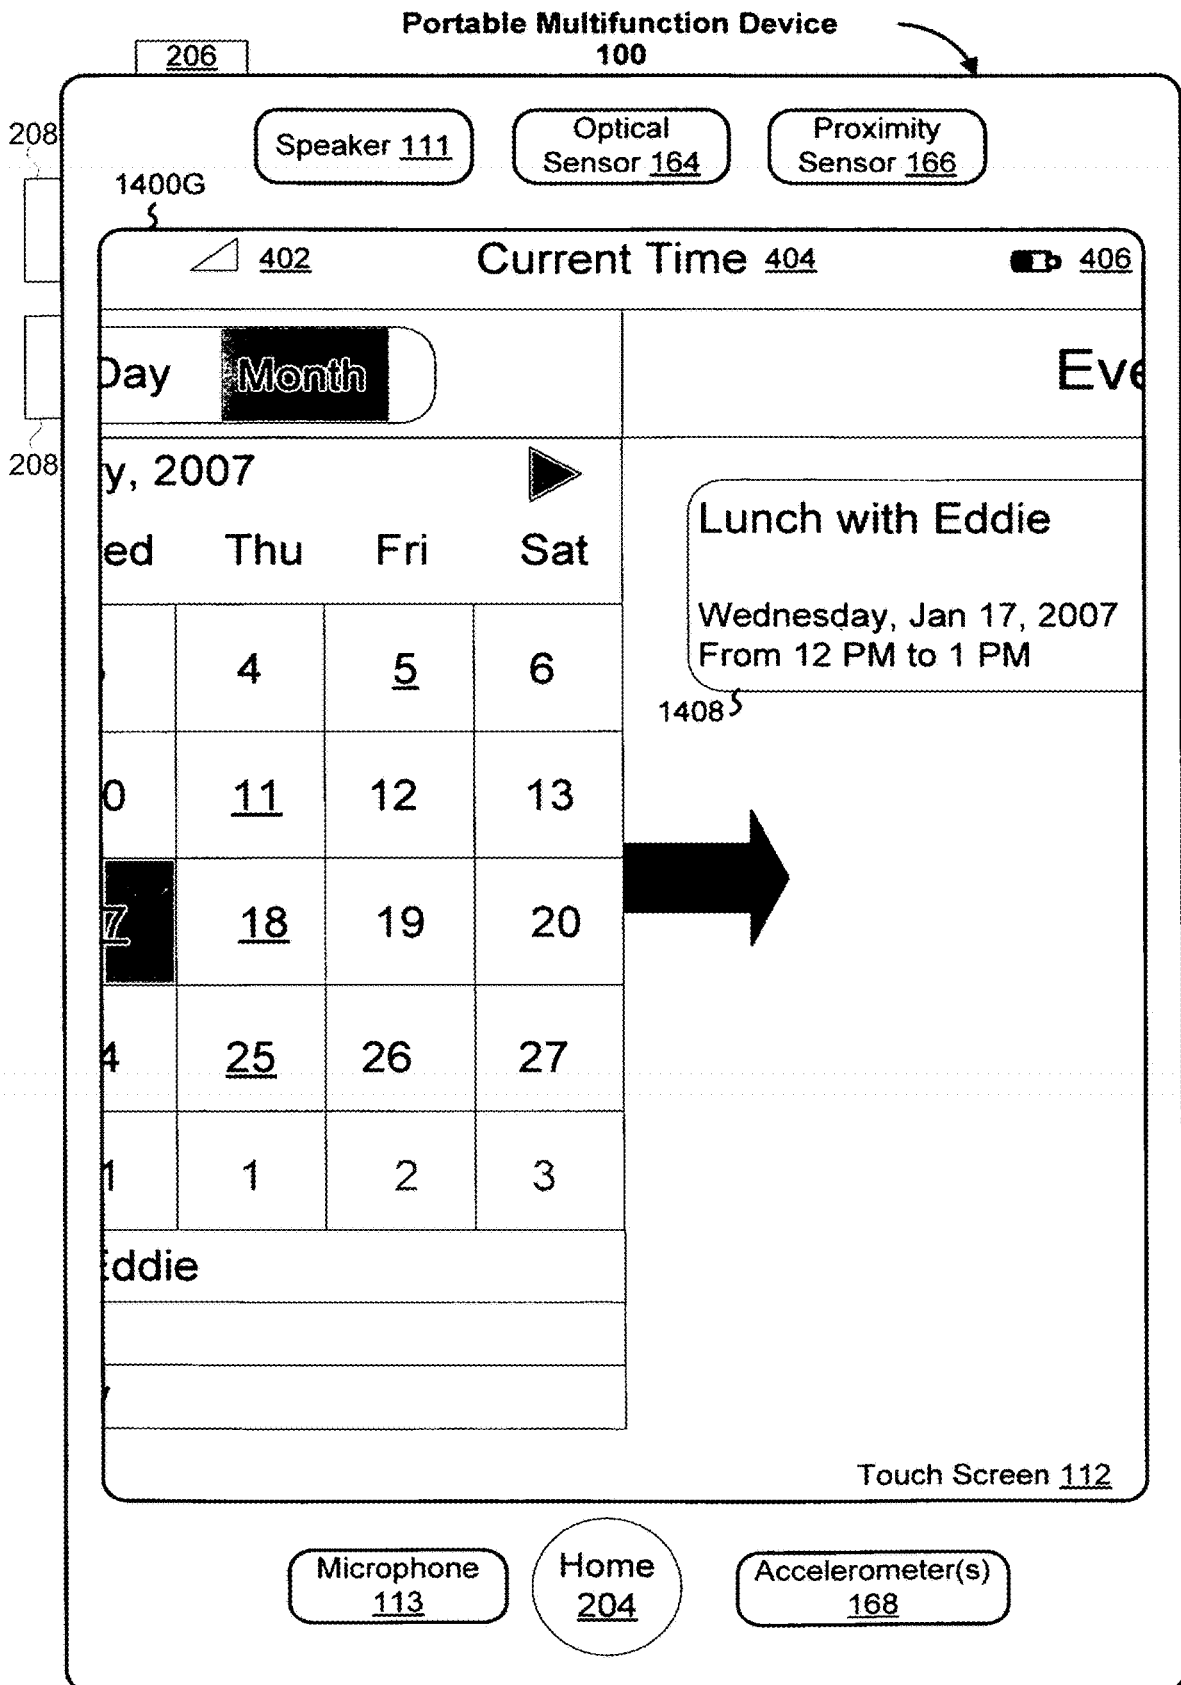 Portable Multifunction Device
100
206
208
Speaker 111
Optical
Sensor 164
Proximity
Sensor 166
1400G
402
Current Time 404
406
Day
Month
Eve
208
y, 2007
ed Thu Fri Sat
Lunch with Eddie
Wednesday, Jan 17, 2007
From 12 PM to 1 PM
1408
4 5 6
0 11 12 13
7 18 19 20
4 25 26 27
1 1 2 3
Eddie
Touch Screen 112
Microphone
113
Home
204
Accelerometer(s)
168